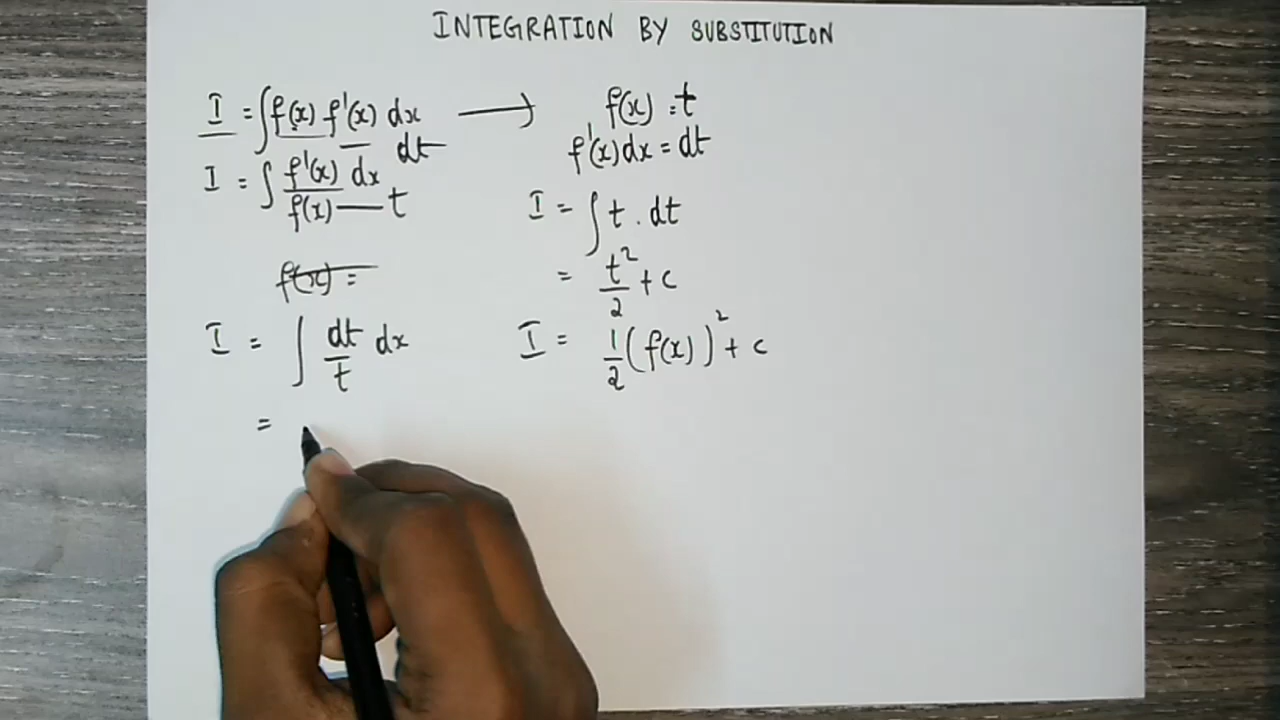 INTEGRATION BY SUBSTITUTION
I = ∫f(x) f'(x) dx ⟶ f(x) = t
dt
f'(x)dx = dt
I = ∫ f'(x)/f(x) dx
t
I = ∫ t . dt
f(x) =
= t²/2 + c
I = ∫ dt/t dx
I = 1/2 (f(x))² + c
=